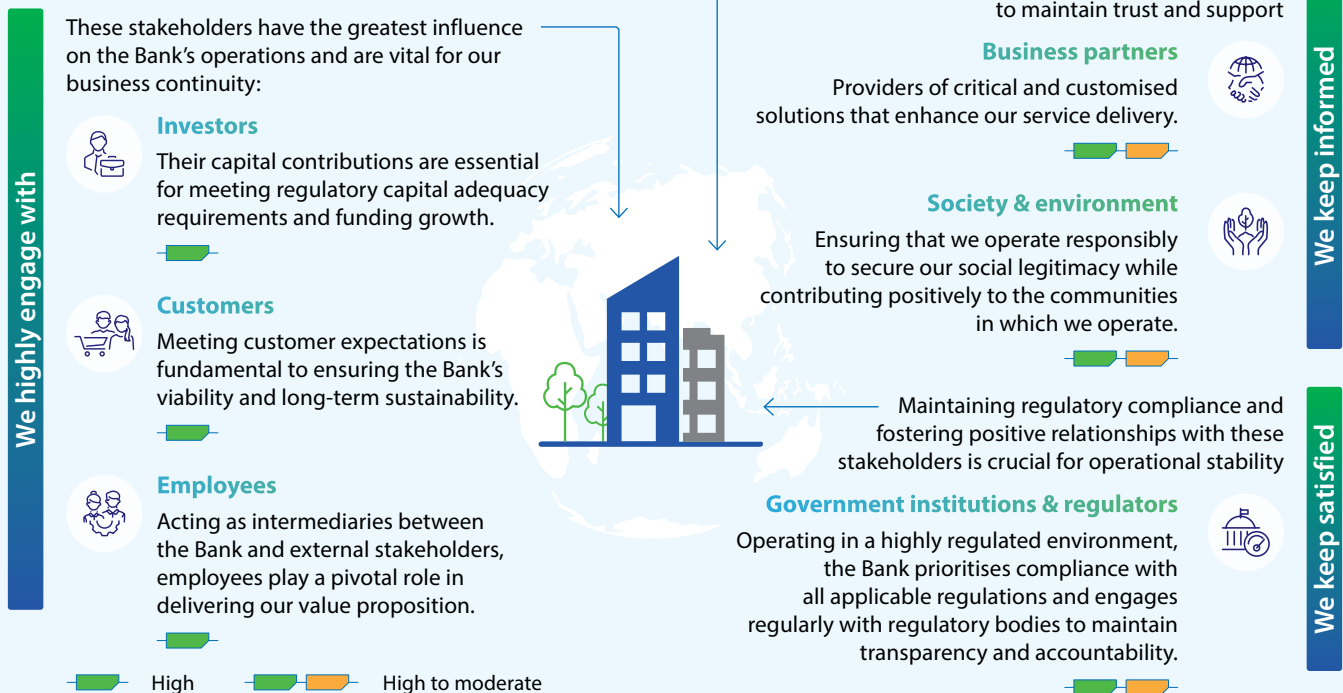 We highly engage with
These stakeholders have the greatest influence
on the Bank’s operations and are vital for our
business continuity:
Investors
Their capital contributions are essential
for meeting regulatory capital adequacy
requirements and funding growth.
Customers
Meeting customer expectations is
fundamental to ensuring the Bank’s
viability and long-term sustainability.
Employees
Acting as intermediaries between
the Bank and external stakeholders,
employees play a pivotal role in
delivering our value proposition.
High
High to moderate
to maintain trust and support
Business partners
Providers of critical and customised
solutions that enhance our service delivery.
Society & environment
Ensuring that we operate responsibly
to secure our social legitimacy while
contributing positively to the communities
in which we operate.
We keep informed
Maintaining regulatory compliance and
fostering positive relationships with these
stakeholders is crucial for operational stability
Government institutions & regulators
Operating in a highly regulated environment,
the Bank prioritises compliance with
all applicable regulations and engages
regularly with regulatory bodies to maintain
transparency and accountability.
We keep satisfied